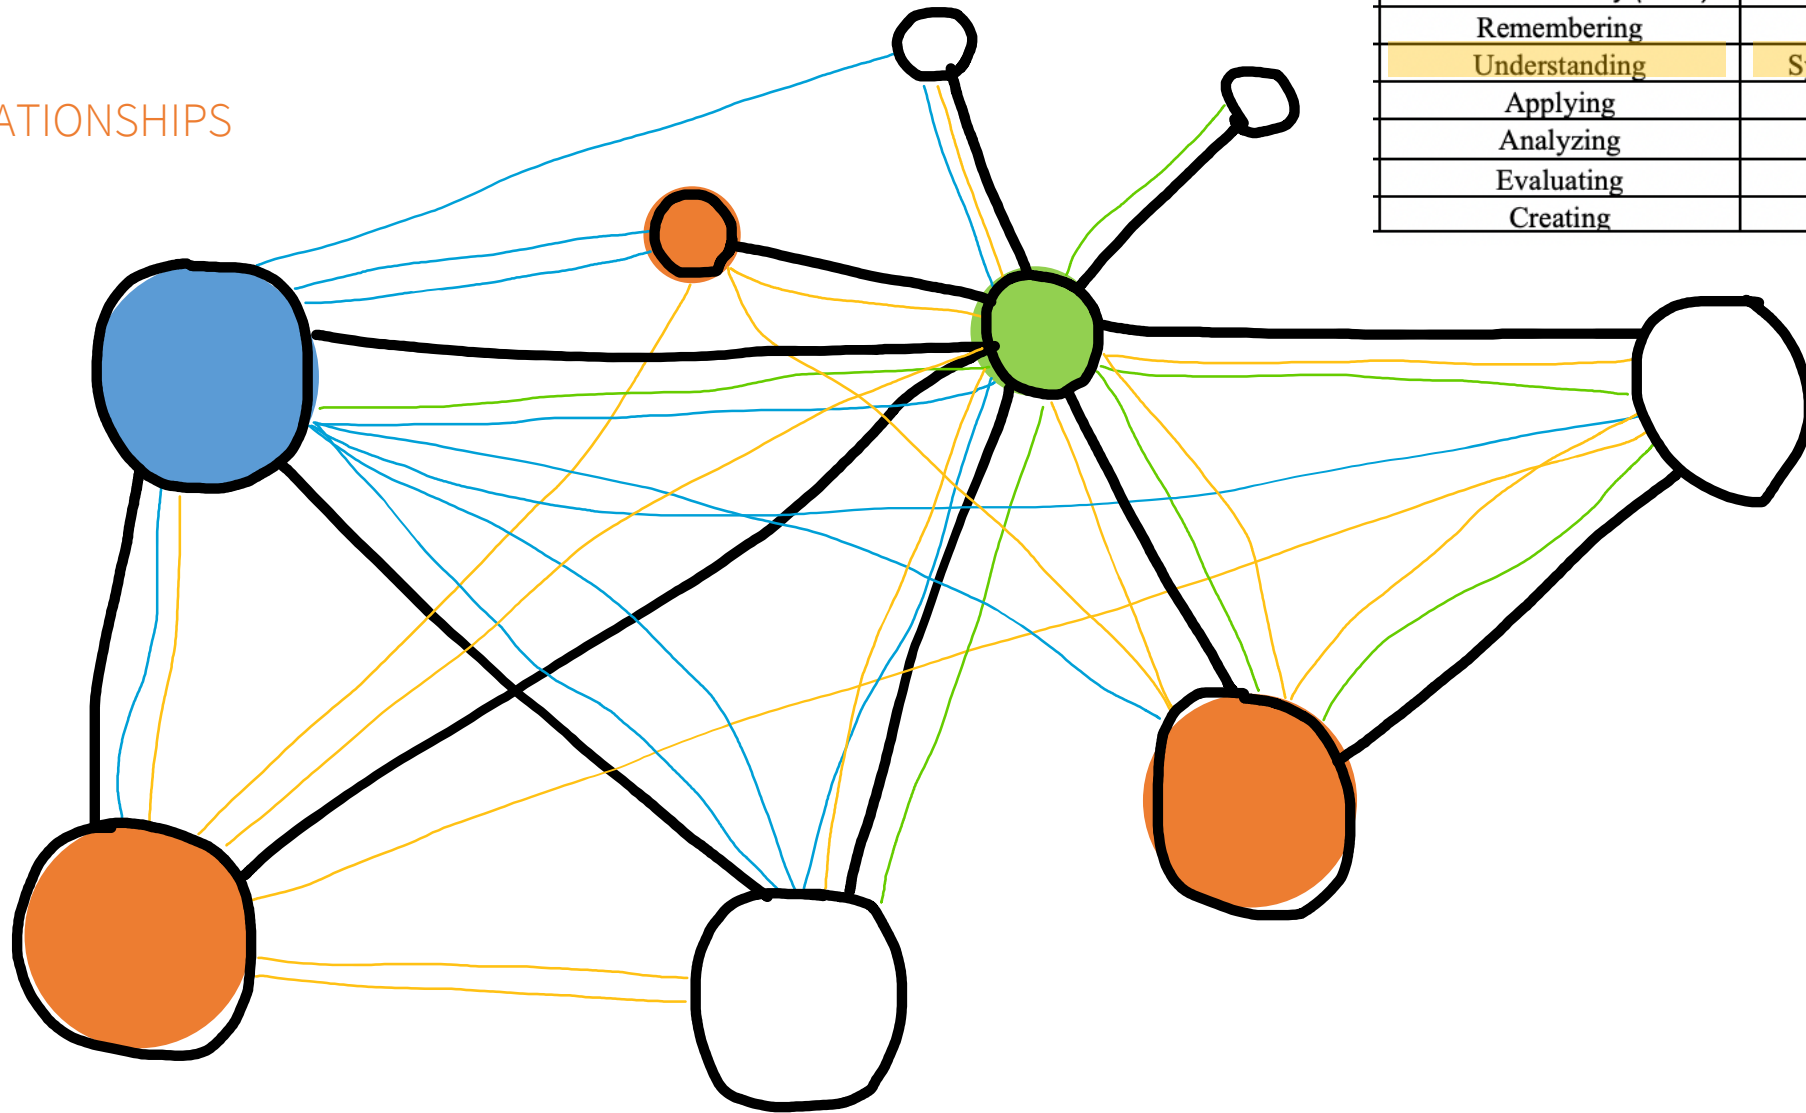 ATIONSHIPS
Remembering
Understanding
Applying
Analyzing
Evaluating
Creating